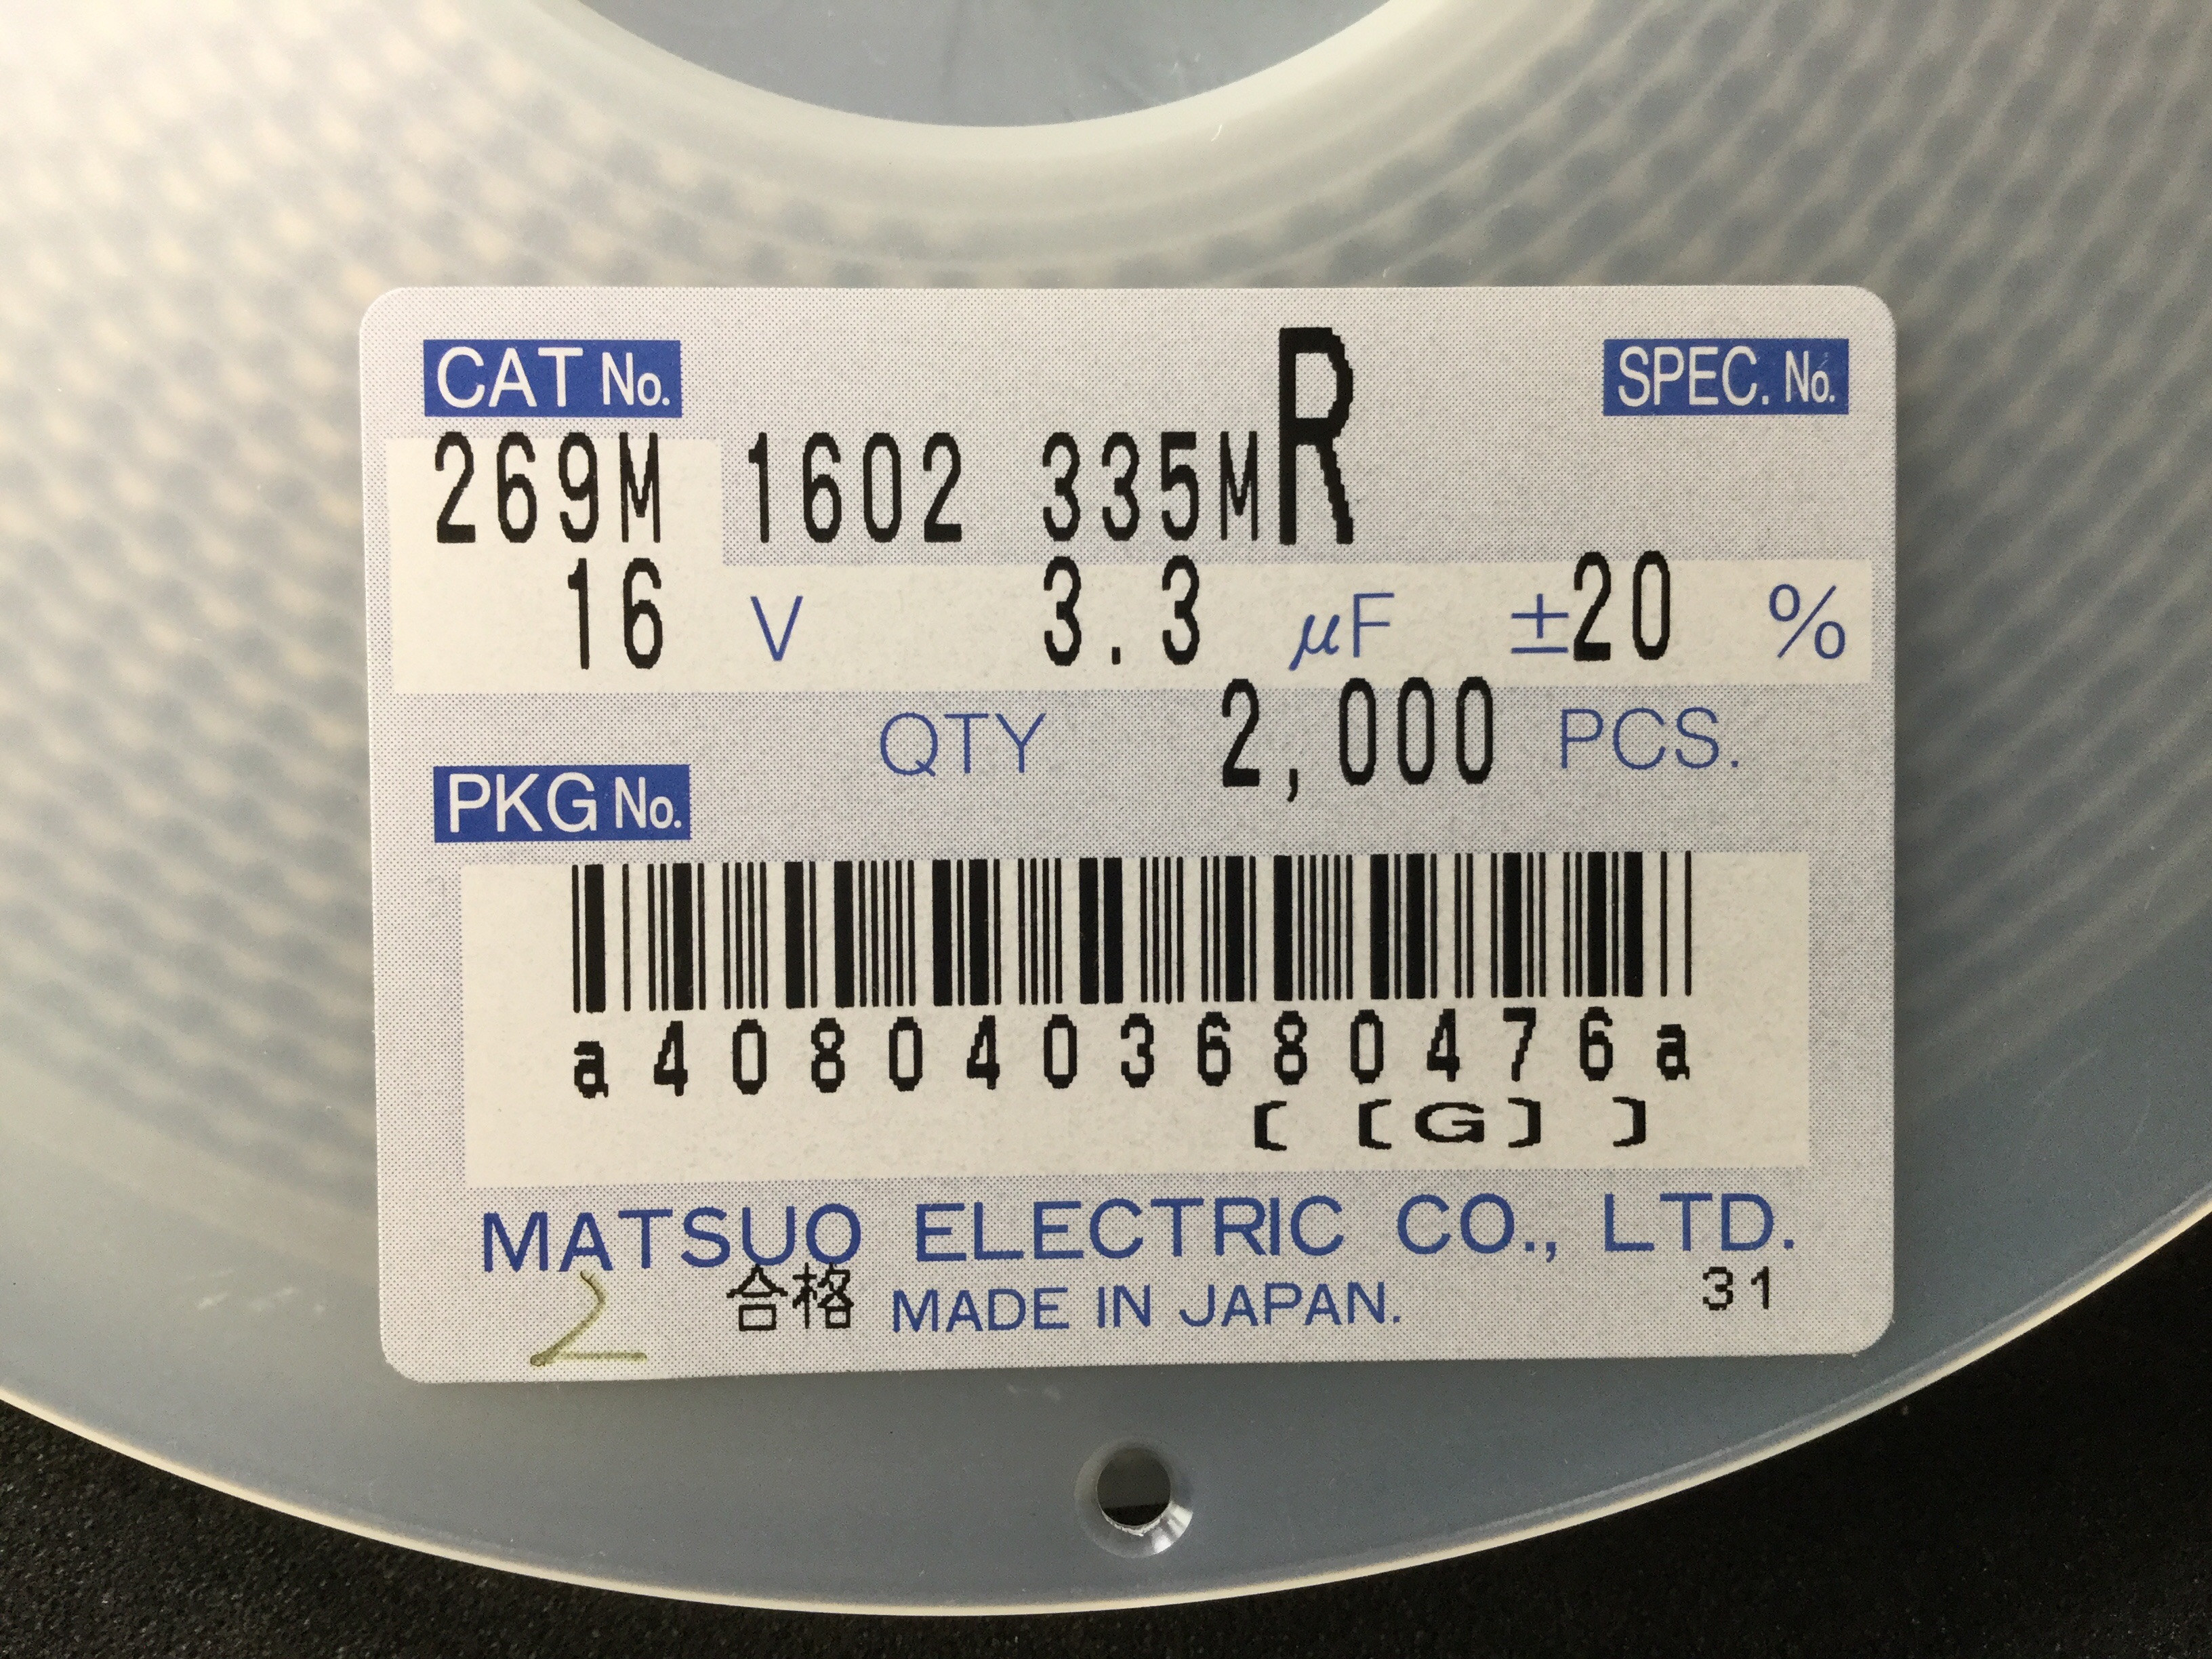 CAT No.
SPEC. No.
269M 1602 335MR
16 V 3.3 μF ±20 %
QTY 2,000 PCS.
PKG No.
a4080403680476a
[ [G] ]
MATSUO ELECTRIC CO., LTD.
2 合格 MADE IN JAPAN. 31